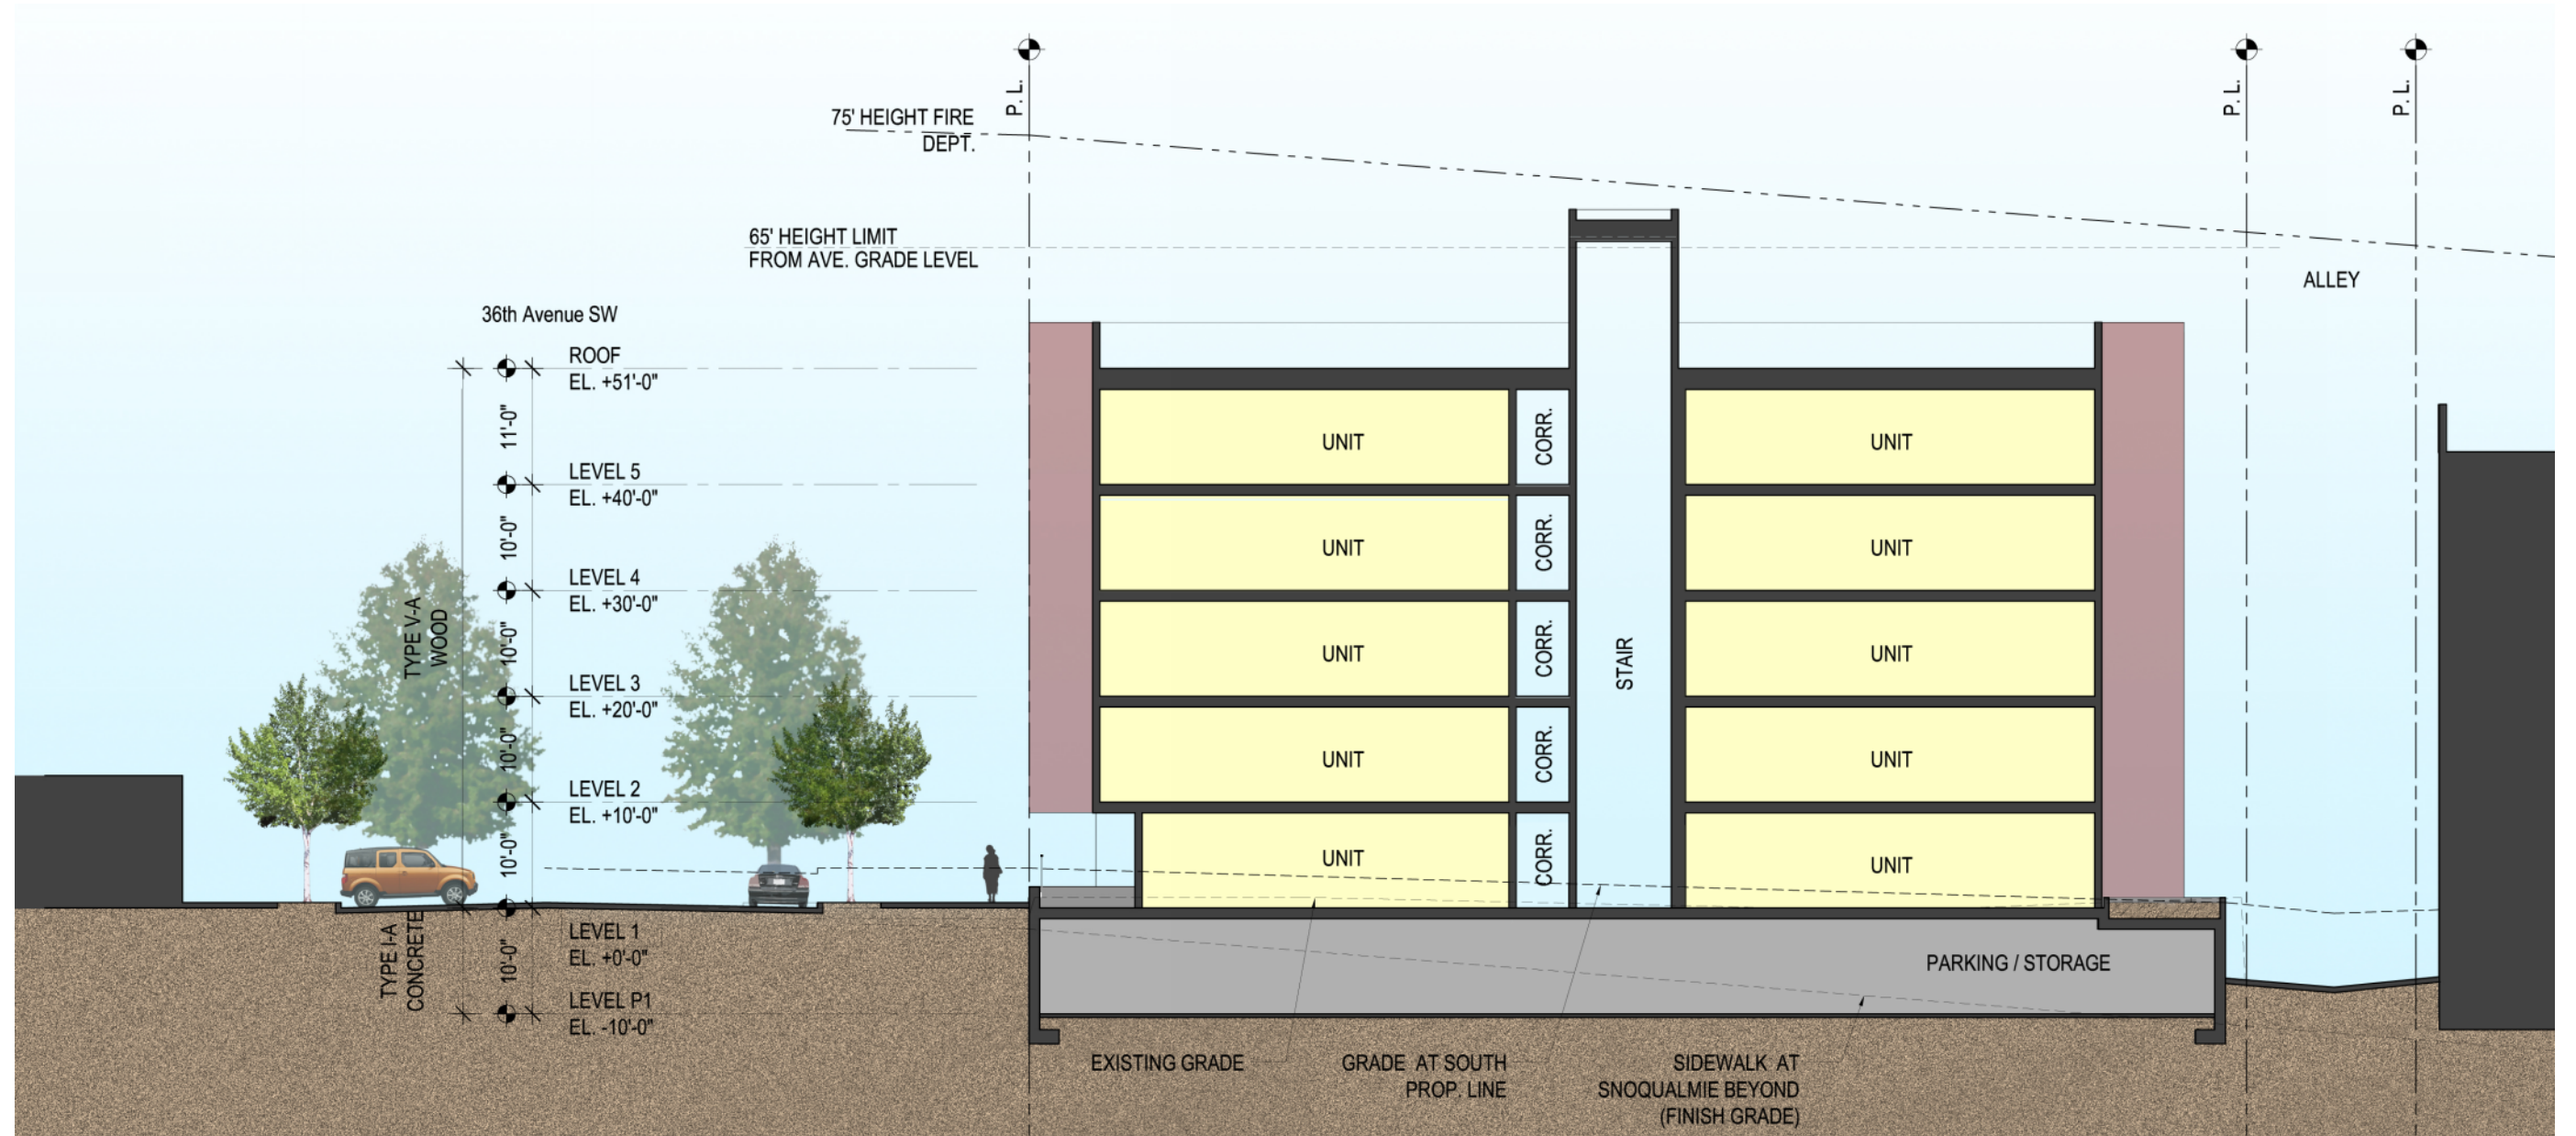 P. L.
P. L.
P. L.
75' HEIGHT FIRE
DEPT.
65' HEIGHT LIMIT
FROM AVE. GRADE LEVEL
ALLEY
36th Avenue SW
ROOF
EL. +51'-0"
11'-0"
LEVEL 5
EL. +40'-0"
10'-0"
LEVEL 4
EL. +30'-0"
10'-0"
LEVEL 3
EL. +20'-0"
10'-0"
LEVEL 2
EL. +10'-0"
10'-0"
LEVEL 1
EL. +0'-0"
10'-0"
LEVEL P1
EL. -10'-0"
TYPE V-A
WOOD
TYPE I-A
CONCRETE
UNIT
CORR.
UNIT
UNIT
CORR.
UNIT
UNIT
CORR.
UNIT
UNIT
CORR.
UNIT
UNIT
CORR.
UNIT
STAIR
PARKING / STORAGE
EXISTING GRADE
GRADE AT SOUTH
PROP. LINE
SIDEWALK AT
SNOQUALMIE BEYOND
(FINISH GRADE)